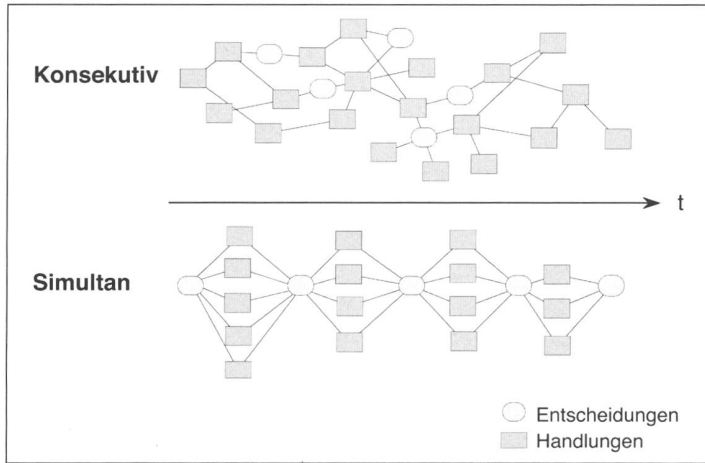 Konsekutiv
t
Simultan
Entscheidungen
Handlungen